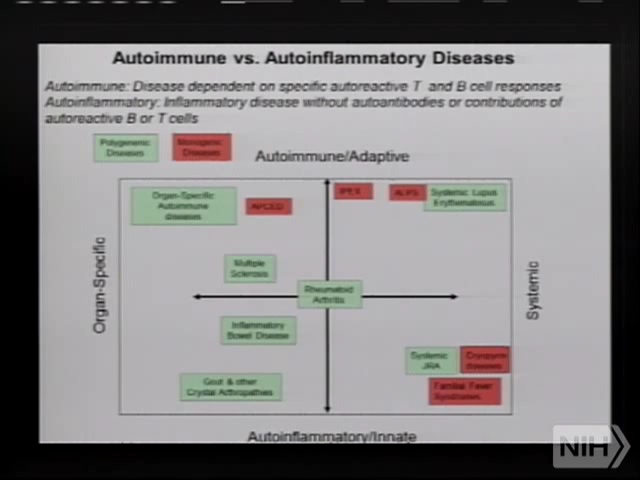 Autoimmune vs. Autoinflammatory Diseases
Autoimmune: Disease dependent on specific autoreactive T and B cell responses
Autoinflammatory: Inflammatory disease without autoantibodies or contributions of
autoreactive B or T cells
Polygenic
Diseases
Monogenic
Diseases
Autoimmune/Adaptive
Organ-Specific
Autoimmune
diseases
APCED
IPEX
ALPS
Systemic Lupus
Erythematosus
Multiple
Sclerosis
Rheumatoid
Arthritis
Organ-Specific
Systemic
Inflammatory
Bowel Disease
Systemic
JRA
Cryopyrin
diseases
Gout & other
Crystal Arthropathies
Familial Fever
Syndromes
Autoinflammatory/Innate
NIH